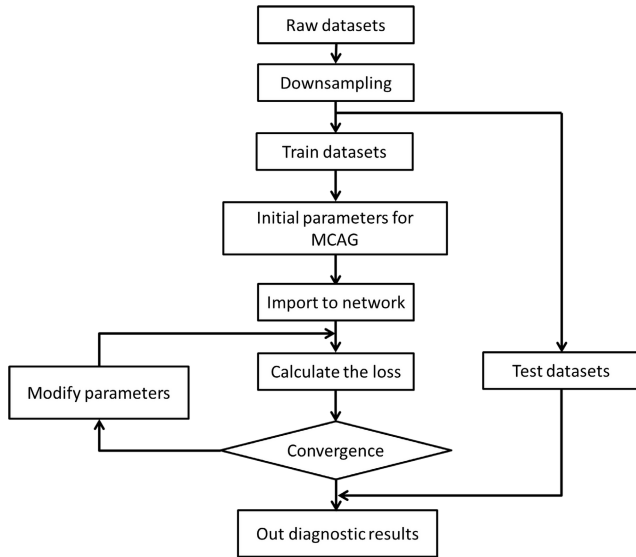 Raw datasets
Downsampling
Train datasets
Initial parameters for
MCAG
Import to network
Calculate the loss
Modify parameters
Test datasets
Convergence
Out diagnostic results